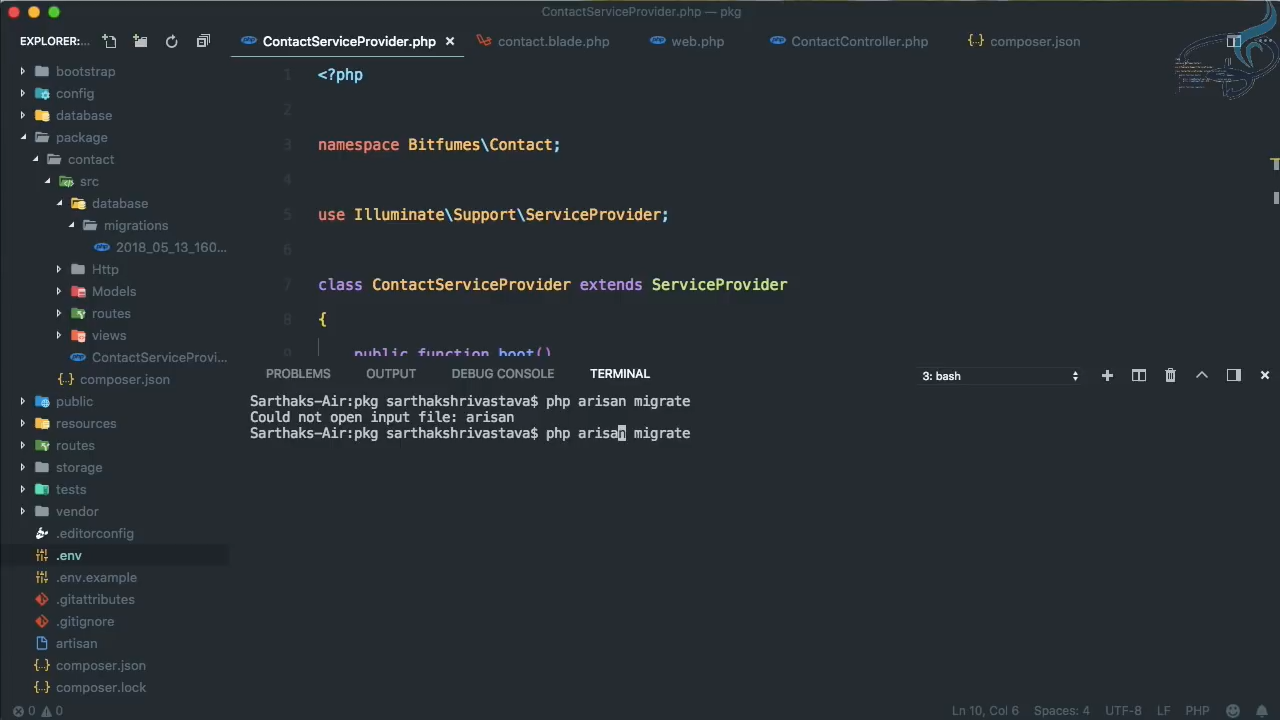 ContactServiceProvider.php — pkg
EXPLORER:...
ContactServiceProvider.php
contact.blade.php
web.php
ContactController.php
composer.json
bootstrap
config
database
package
contact
src
database
migrations
2018_05_13_160...
Http
Models
routes
views
ContactServiceProvi...
composer.json
public
resources
routes
storage
tests
vendor
.editorconfig
.env
.env.example
.gitattributes
.gitignore
artisan
composer.json
composer.lock
1 <?php
2
3 namespace Bitfumes\Contact;
4
5 use Illuminate\Support\ServiceProvider;
6
7 class ContactServiceProvider extends ServiceProvider
8 {
9 public function boot()
PROBLEMS
OUTPUT
DEBUG CONSOLE
TERMINAL
3: bash
Sarthaks-Air:pkg sarthakshrivastava$ php arisan migrate
Could not open input file: arisan
Sarthaks-Air:pkg sarthakshrivastava$ php arisan migrate
0 0
Ln 10, Col 6
Spaces: 4
UTF-8
LF
PHP